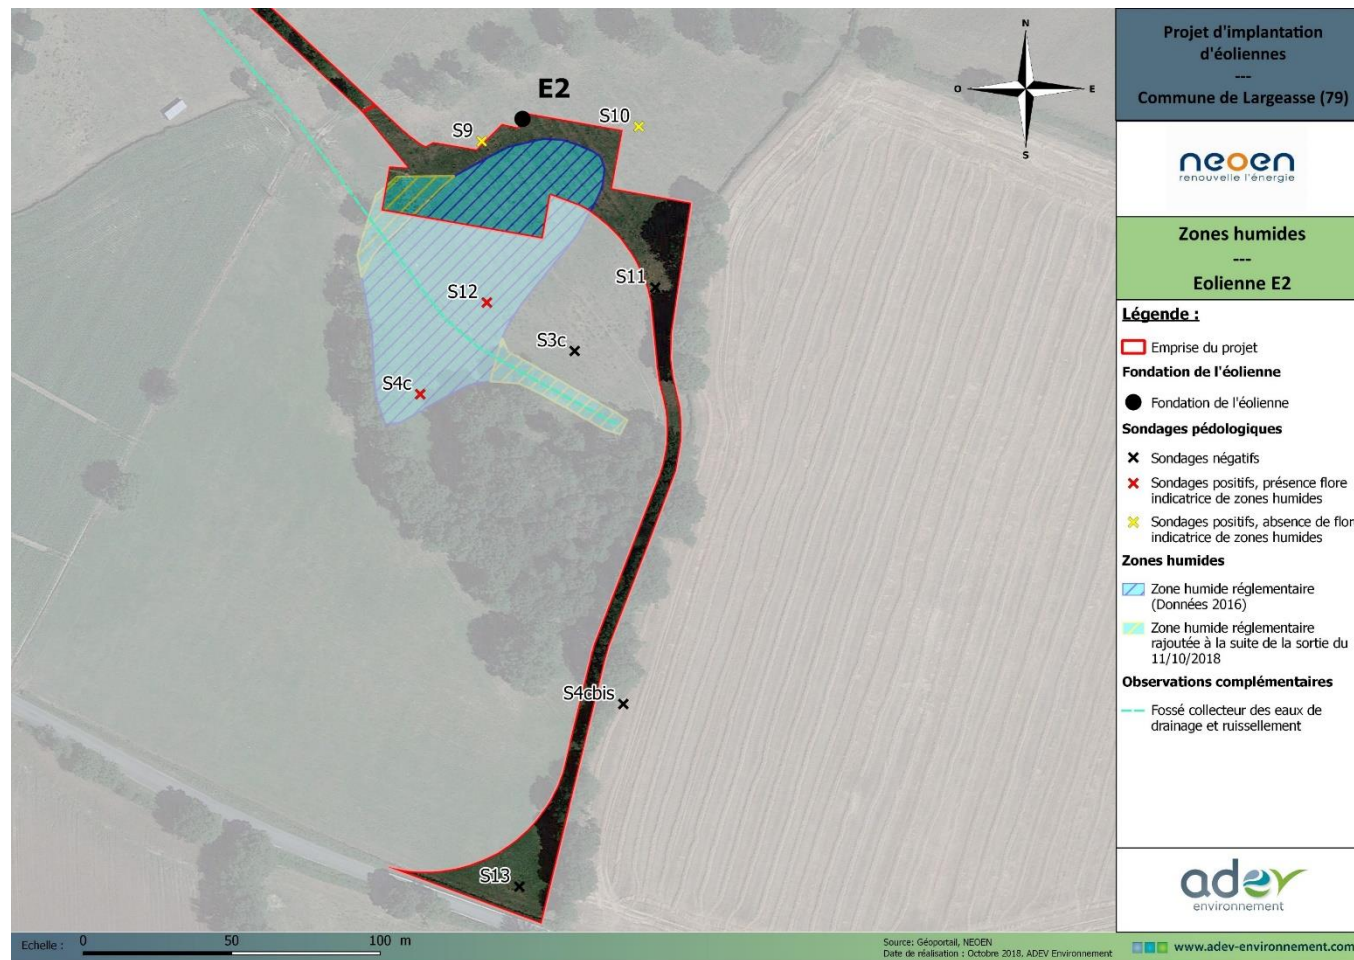 E2
S9
S10
S11
S12
S3c
S4c
S4cbis
S13
N
O
E
S
Projet d'implantation
d'éoliennes
---
Commune de Largeasse (79)
neoen
renouvelle l'énergie
Zones humides
---
Eolienne E2
Légende :
Emprise du projet
Fondation de l'éolienne
Fondation de l'éolienne
Sondages pédologiques
Sondages négatifs
Sondages positifs, présence flore
indicatrice de zones humides
Sondages positifs, absence de flor
indicatrice de zones humides
Zones humides
Zone humide réglementaire
(Données 2016)
Zone humide réglementaire
rajoutée à la suite de la sortie du
11/10/2018
Observations complémentaires
Fossé collecteur des eaux de
drainage et ruissellement
adev
environnement
Echelle : 0 50 100 m
Source: Géoportail, NEOEN
Date de réalisation : Octobre 2018, ADEV Environnement
www.adev-environnement.com